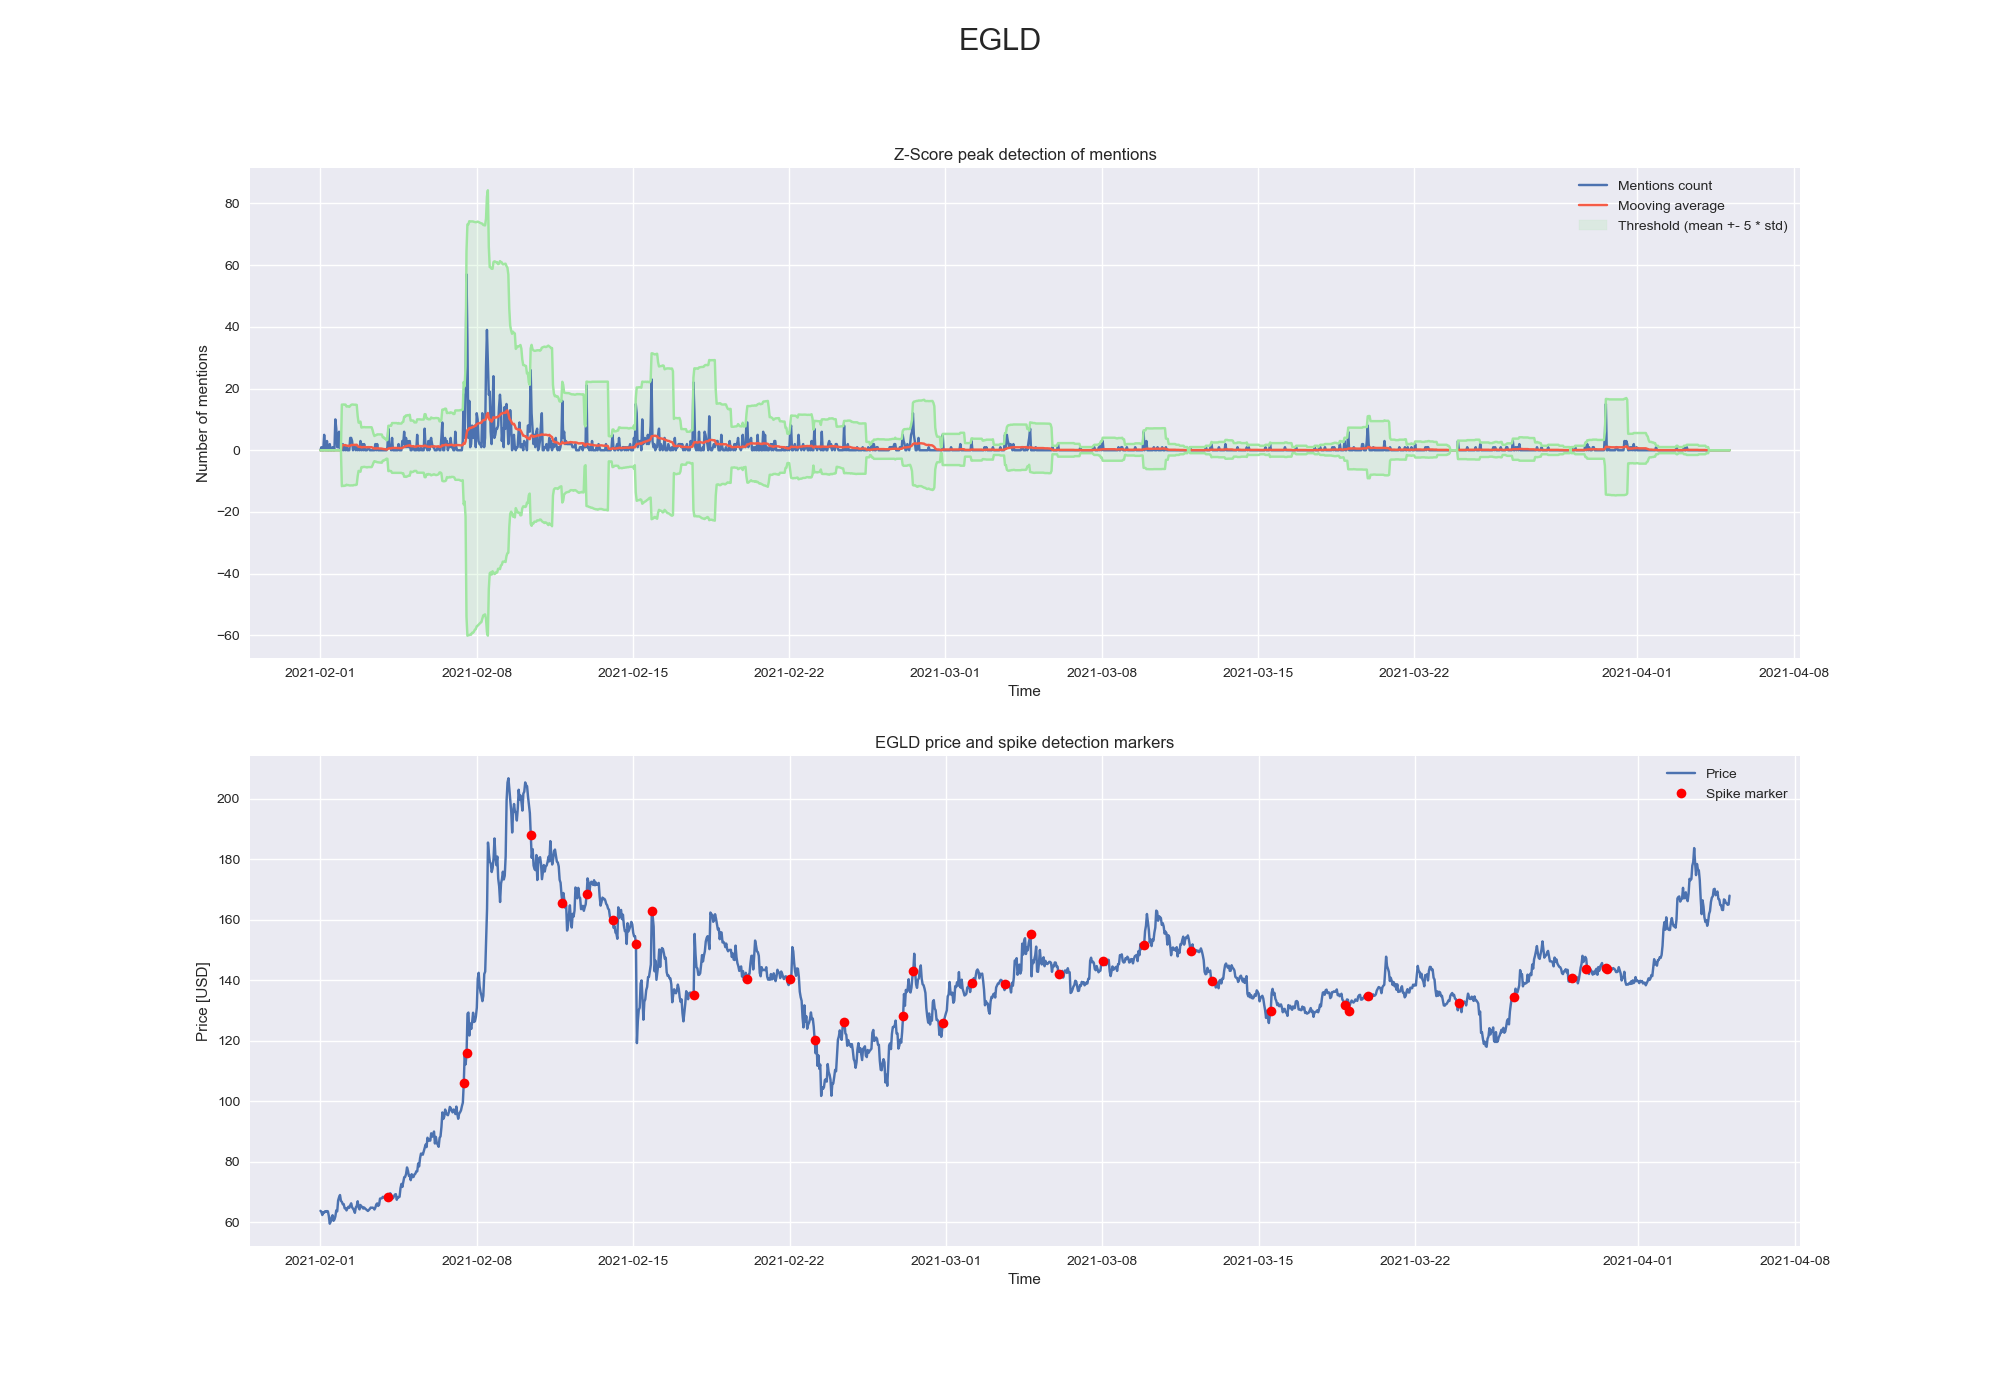 EGLD
Z-Score peak detection of mentions
Mentions count
Mooving average
Threshold (mean +- 5 * std)
Number of mentions
80
60
40
20
0
−20
−40
−60
2021-02-01 2021-02-08 2021-02-15 2021-02-22 2021-03-01 2021-03-08 2021-03-15 2021-03-22 2021-04-01 2021-04-08
Time
EGLD price and spike detection markers
Price
Spike marker
Price [USD]
200
180
160
140
120
100
80
60
2021-02-01 2021-02-08 2021-02-15 2021-02-22 2021-03-01 2021-03-08 2021-03-15 2021-03-22 2021-04-01 2021-04-08
Time